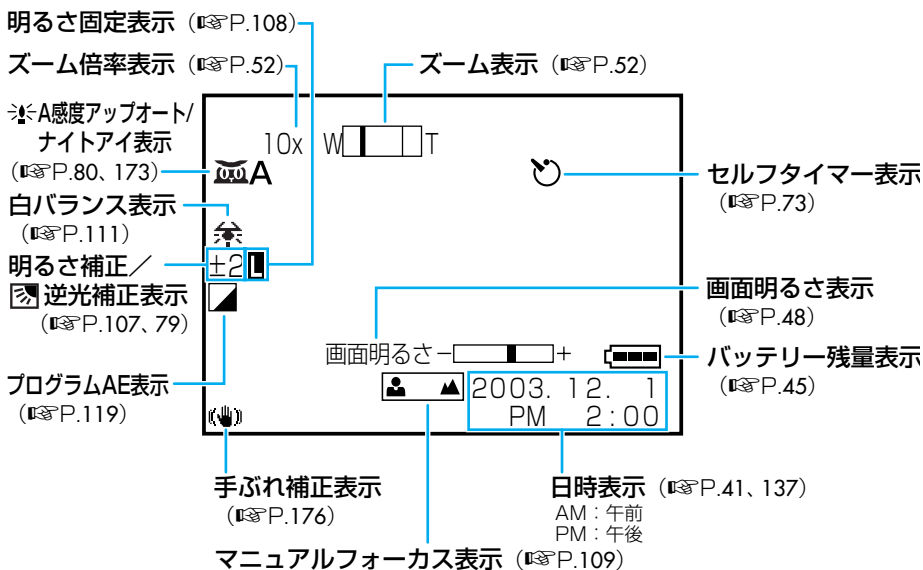 明るさ固定表示（☞P.108）
ズーム倍率表示（☞P.52）
ズーム表示（☞P.52）
A感度アップオート/
ナイトアイ表示
（☞P.80、173）
白バランス表示
（☞P.111）
明るさ補正／
逆光補正表示
（☞P.107、79）
プログラムAE表示
（☞P.119）
10x W T
A
±2 L
画面明るさ − +
2003. 12. 1
PM 2:00
セルフタイマー表示
（☞P.73）
画面明るさ表示
（☞P.48）
バッテリー残量表示
（☞P.45）
手ぶれ補正表示
（☞P.176）
日時表示（☞P.41、137）
AM：午前
PM：午後
マニュアルフォーカス表示（☞P.109）